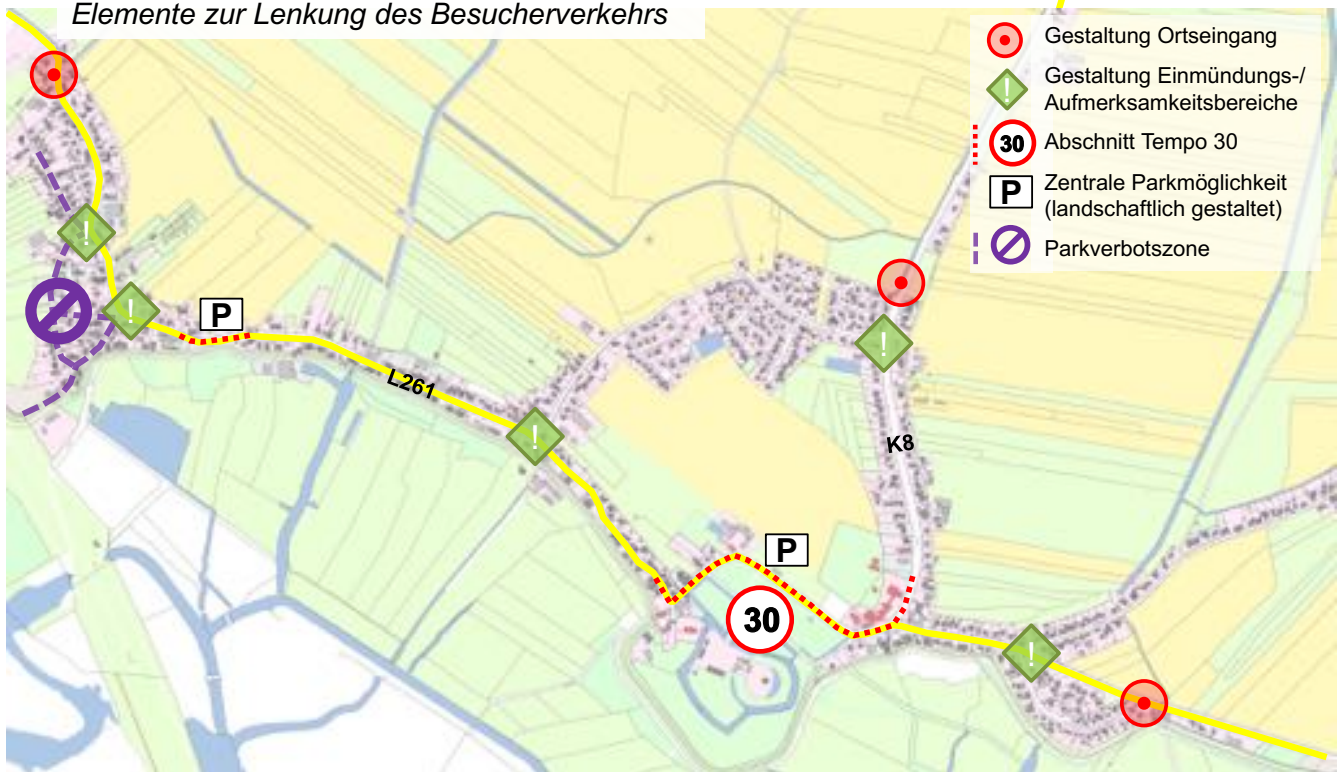 Elemente zur Lenkung des Besucherverkehrs
Gestaltung Ortseingang
! Gestaltung Einmündungs-/
Aufmerksamkeitsbereiche
30 Abschnitt Tempo 30
P Zentrale Parkmöglichkeit
(landschaftlich gestaltet)
Parkverbotszone
!
!
P
!
L261
!
K8
P
30
!